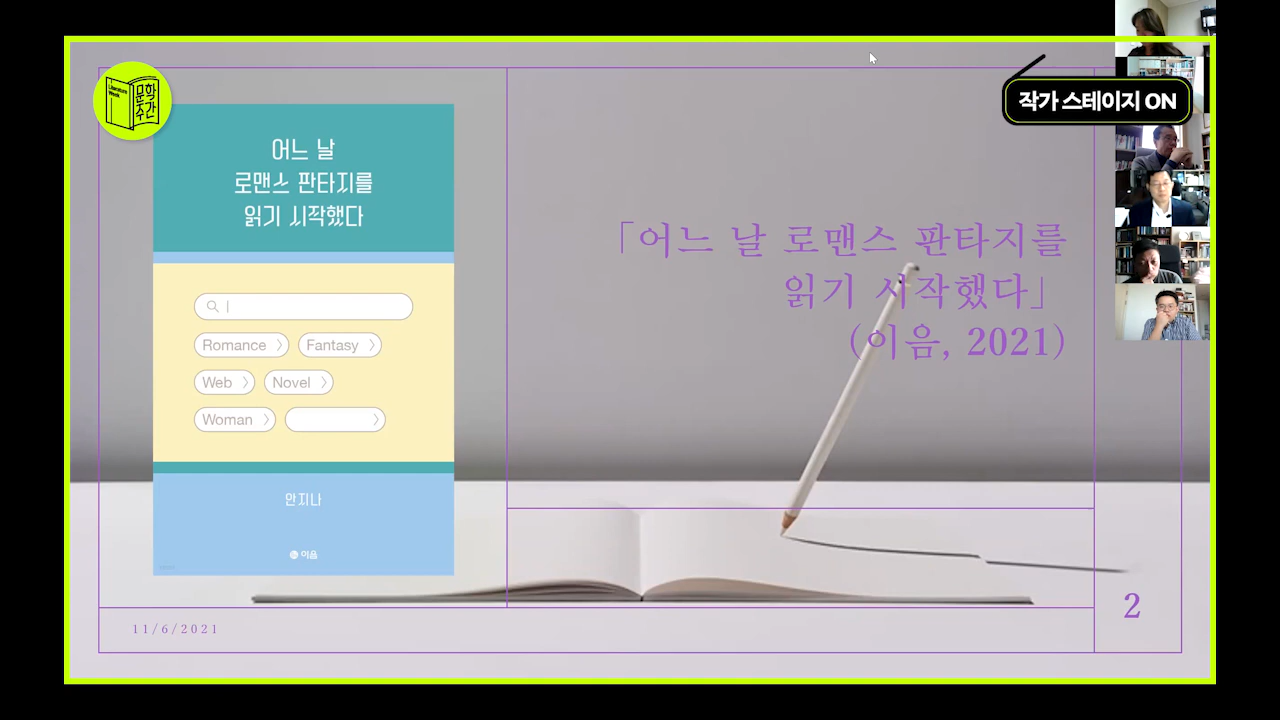 Literature
Week
문학
주간
작가 스테이지 ON
어느 날
로맨스 판타지를
읽기 시작했다
Romance
Fantasy
Web
Novel
Woman
안지나
이음
「어느 날 로맨스 판타지를
읽기 시작했다」
(이음, 2021)
11/6/2021
2